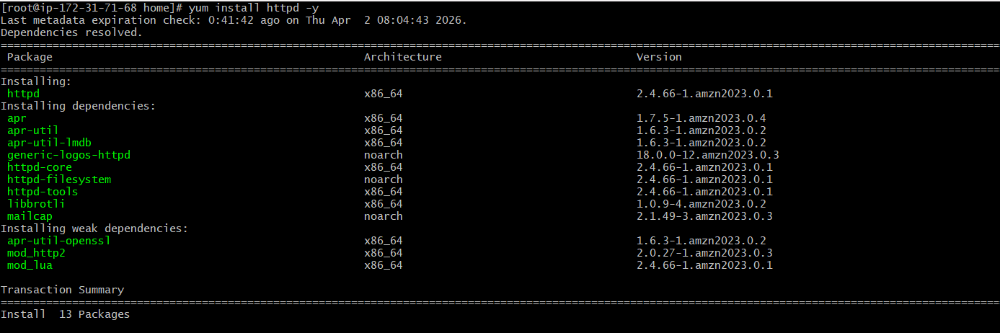 [root@ip-172-31-71-68 home]# yum install httpd -y
Last metadata expiration check: 0:41:42 ago on Thu Apr  2 08:04:43 2026.
Dependencies resolved.
================================================================================
 Package Architecture Version
================================================================================
Installing:
 httpd x86_64 2.4.66-1.amzn2023.0.1
Installing dependencies:
 apr x86_64 1.7.5-1.amzn2023.0.4
 apr-util x86_64 1.6.3-1.amzn2023.0.2
 apr-util-lmdb x86_64 1.6.3-1.amzn2023.0.2
 generic-logos-httpd noarch 18.0.0-12.amzn2023.0.3
 httpd-core x86_64 2.4.66-1.amzn2023.0.1
 httpd-filesystem noarch 2.4.66-1.amzn2023.0.1
 httpd-tools x86_64 2.4.66-1.amzn2023.0.1
 libbrotli x86_64 1.0.9-4.amzn2023.0.2
 mailcap noarch 2.1.49-3.amzn2023.0.3
Installing weak dependencies:
 apr-util-openssl x86_64 1.6.3-1.amzn2023.0.2
 mod_http2 x86_64 2.0.27-1.amzn2023.0.3
 mod_lua x86_64 2.4.66-1.amzn2023.0.1
Transaction Summary
================================================================================
Install  13 Packages